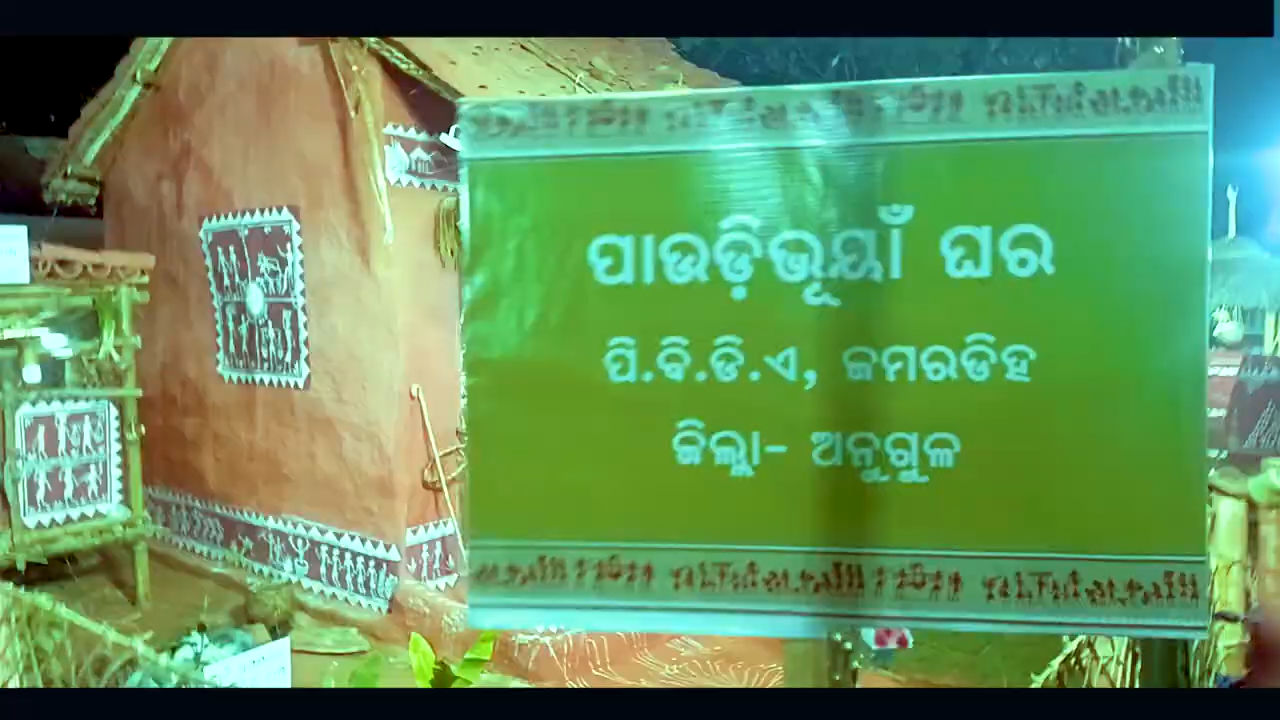 ପାଉଡ଼ିଭୂୟାଁ ଘର
ପି.ବି.ଡି.ଏ, ଜମରଡିହ
ଜିଲ୍ଲା- ଅନୁଗୁଳ